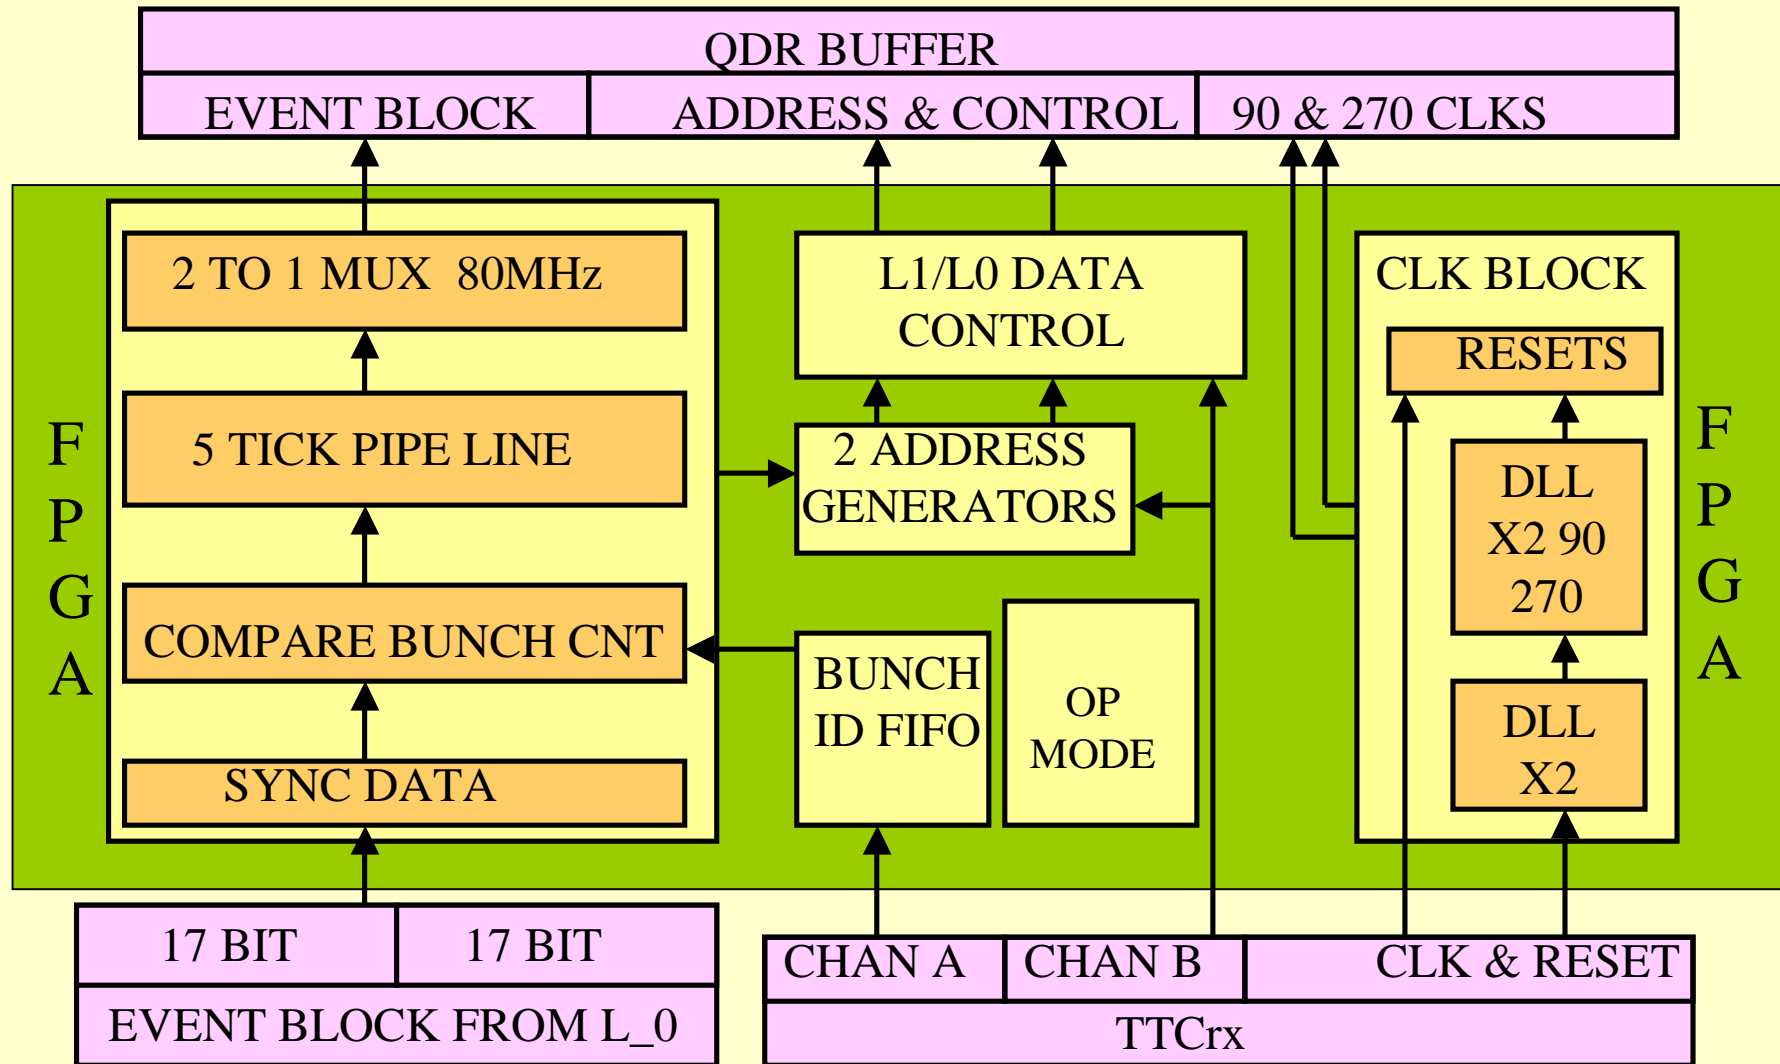 QDR BUFFER
EVENT BLOCK
ADDRESS & CONTROL
90 & 270 CLKS
2 TO 1 MUX 80MHz
5 TICK PIPE LINE
COMPARE BUNCH CNT
SYNC DATA
L1/L0 DATA
CONTROL
2 ADDRESS
GENERATORS
BUNCH
ID FIFO
OP
MODE
CLK BLOCK
RESETS
DLL
X2 90
270
DLL
X2
F
P
G
A
F
P
G
A
17 BIT
17 BIT
EVENT BLOCK FROM L_0
CHAN A
CHAN B
CLK & RESET
TTCrx